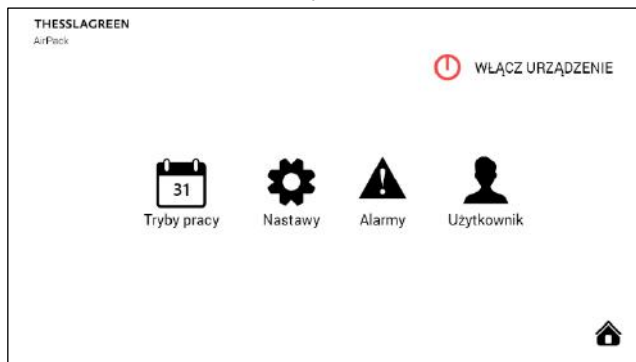 THESSLAGREEN
AirPack
WŁĄCZ URZĄDZENIE
31
Tryby pracy
Nastawy
Alarmy
Użytkownik